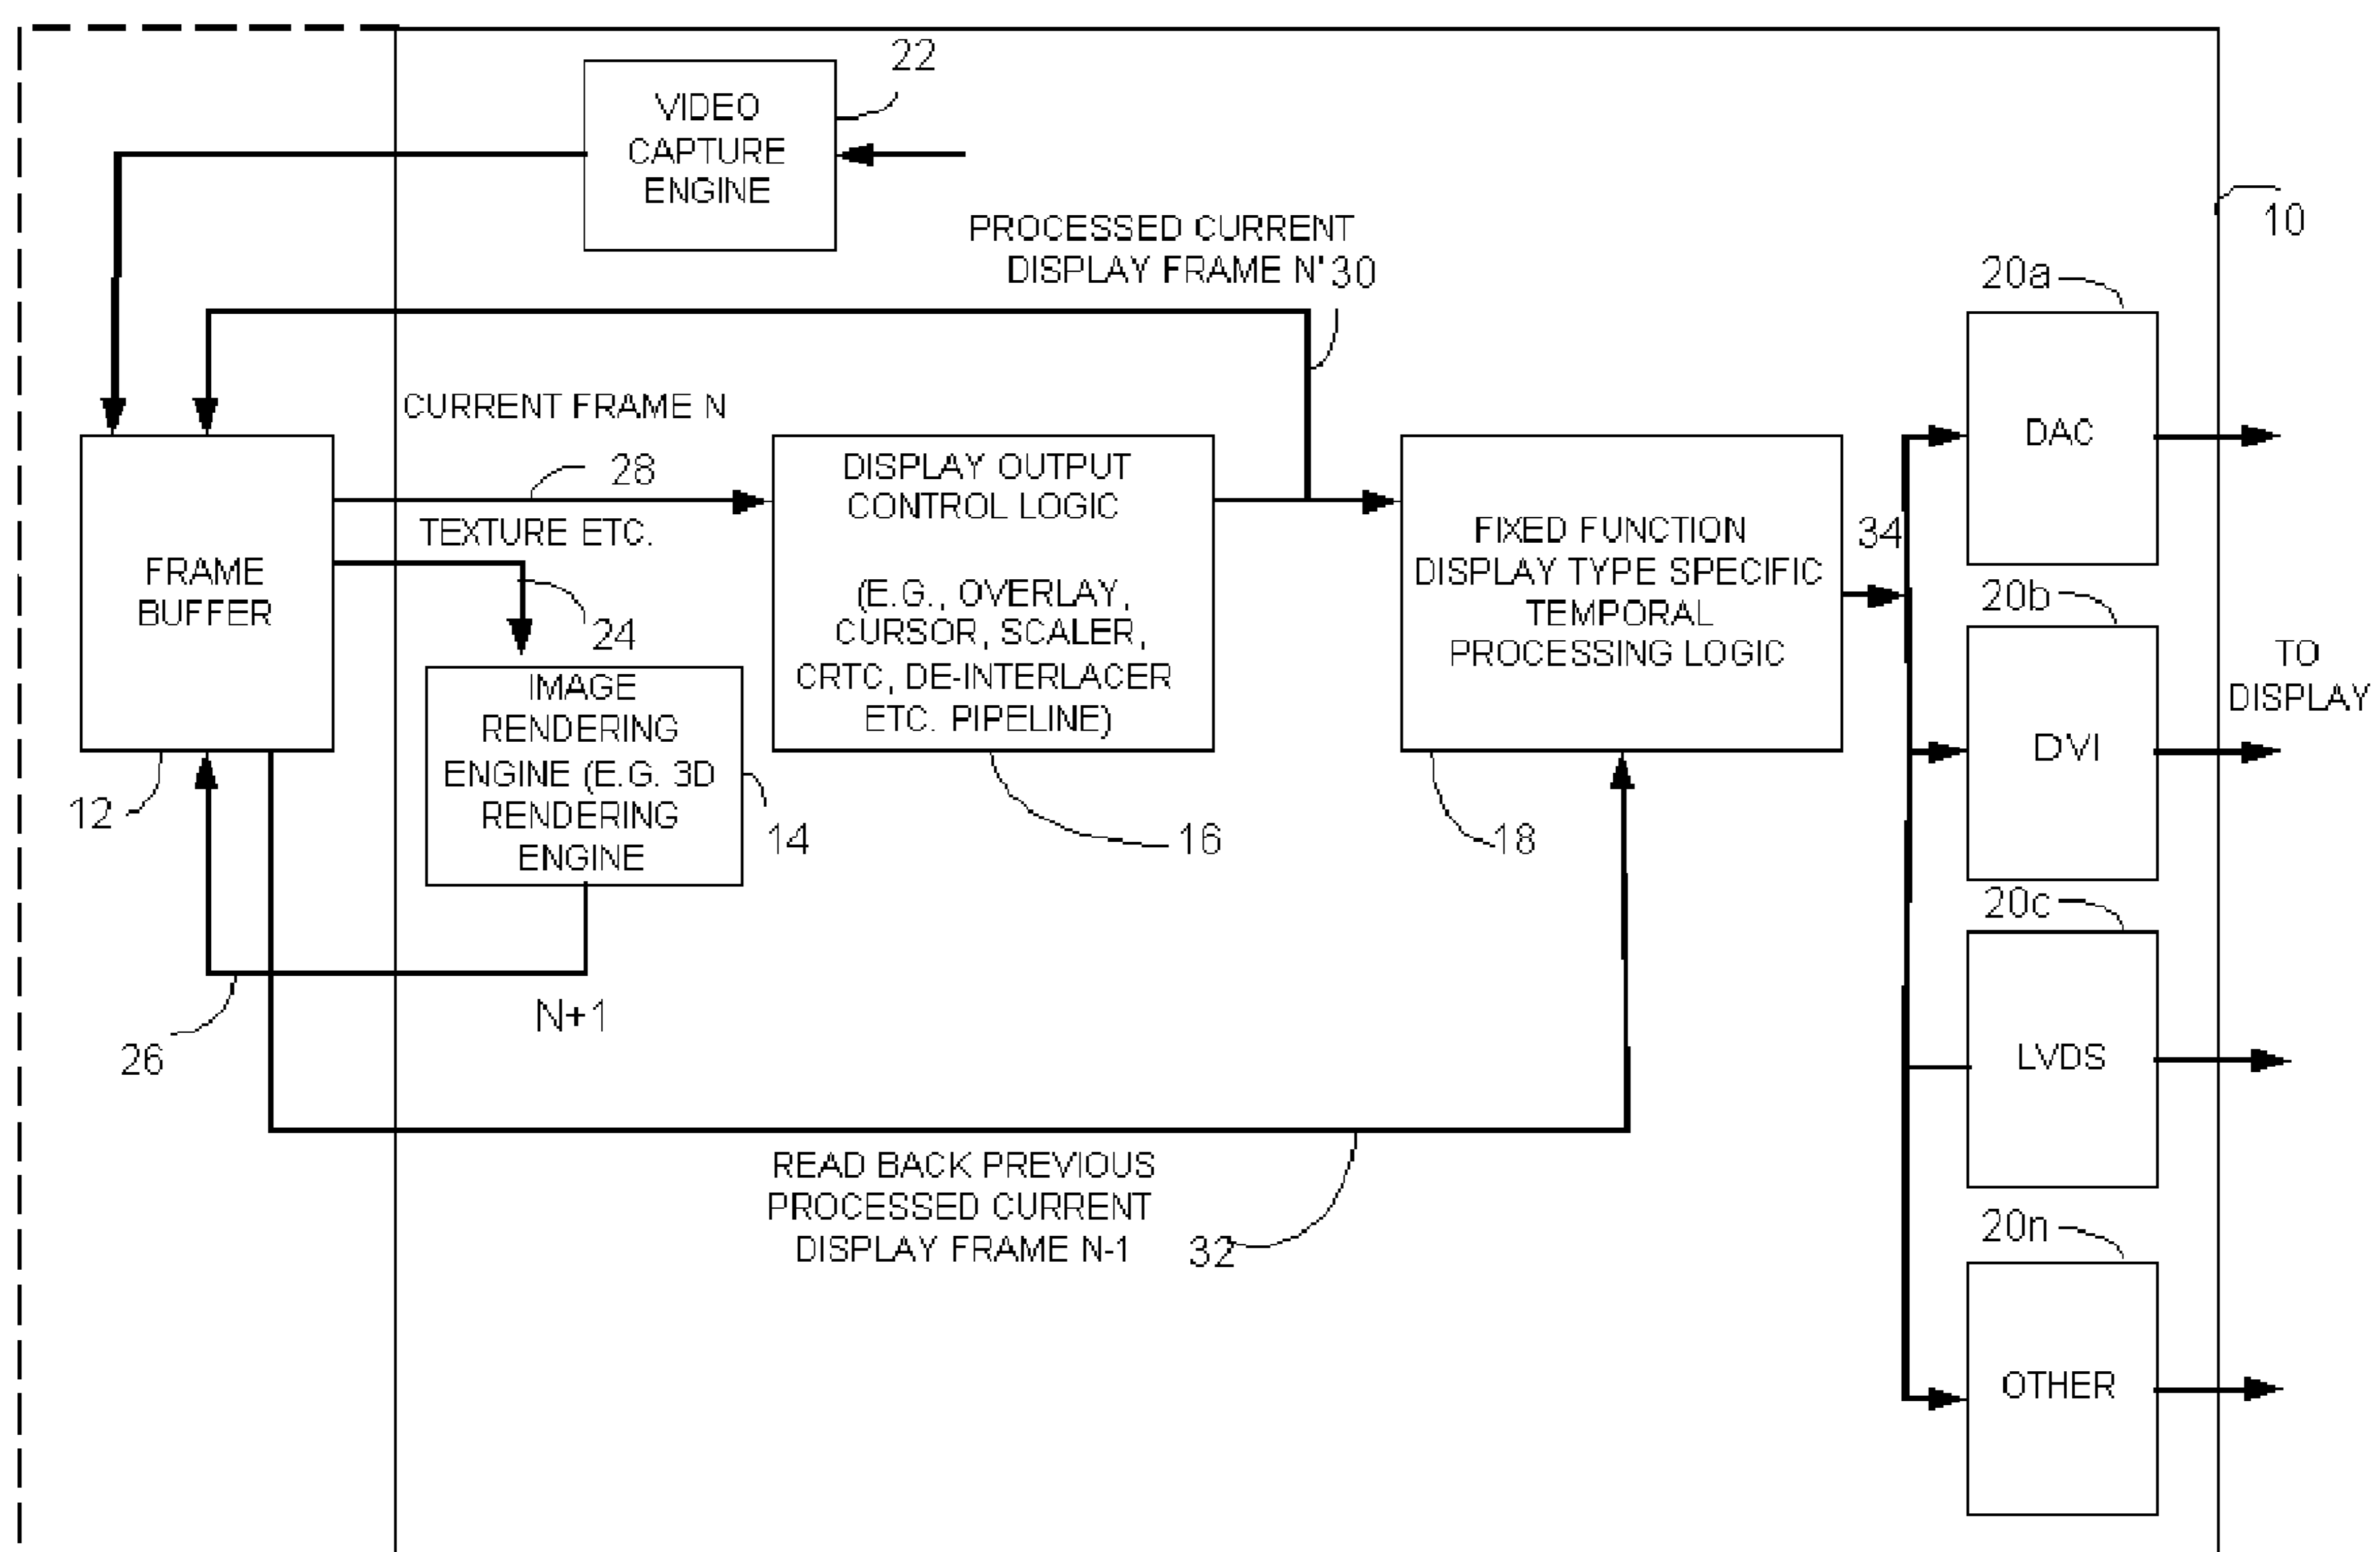 22
VIDEO
CAPTURE
ENGINE
10
PROCESSED CURRENT
DISPLAY FRAME N' 30
20a
DAC
CURRENT FRAME N
28
TEXTURE ETC.
24
FRAME
BUFFER
12
DISPLAY OUTPUT
CONTROL LOGIC
(E.G., OVERLAY,
CURSOR, SCALER,
CRTC, DE-INTERLACER
ETC. PIPELINE)
16
FIXED FUNCTION
DISPLAY TYPE SPECIFIC
TEMPORAL
PROCESSING LOGIC
18
34
20b
DVI
TO
DISPLAY
IMAGE
RENDERING
ENGINE (E.G. 3D
RENDERING
ENGINE
14
20c
LVDS
26
N+1
READ BACK PREVIOUS
PROCESSED CURRENT
DISPLAY FRAME N-1
32
20n
OTHER